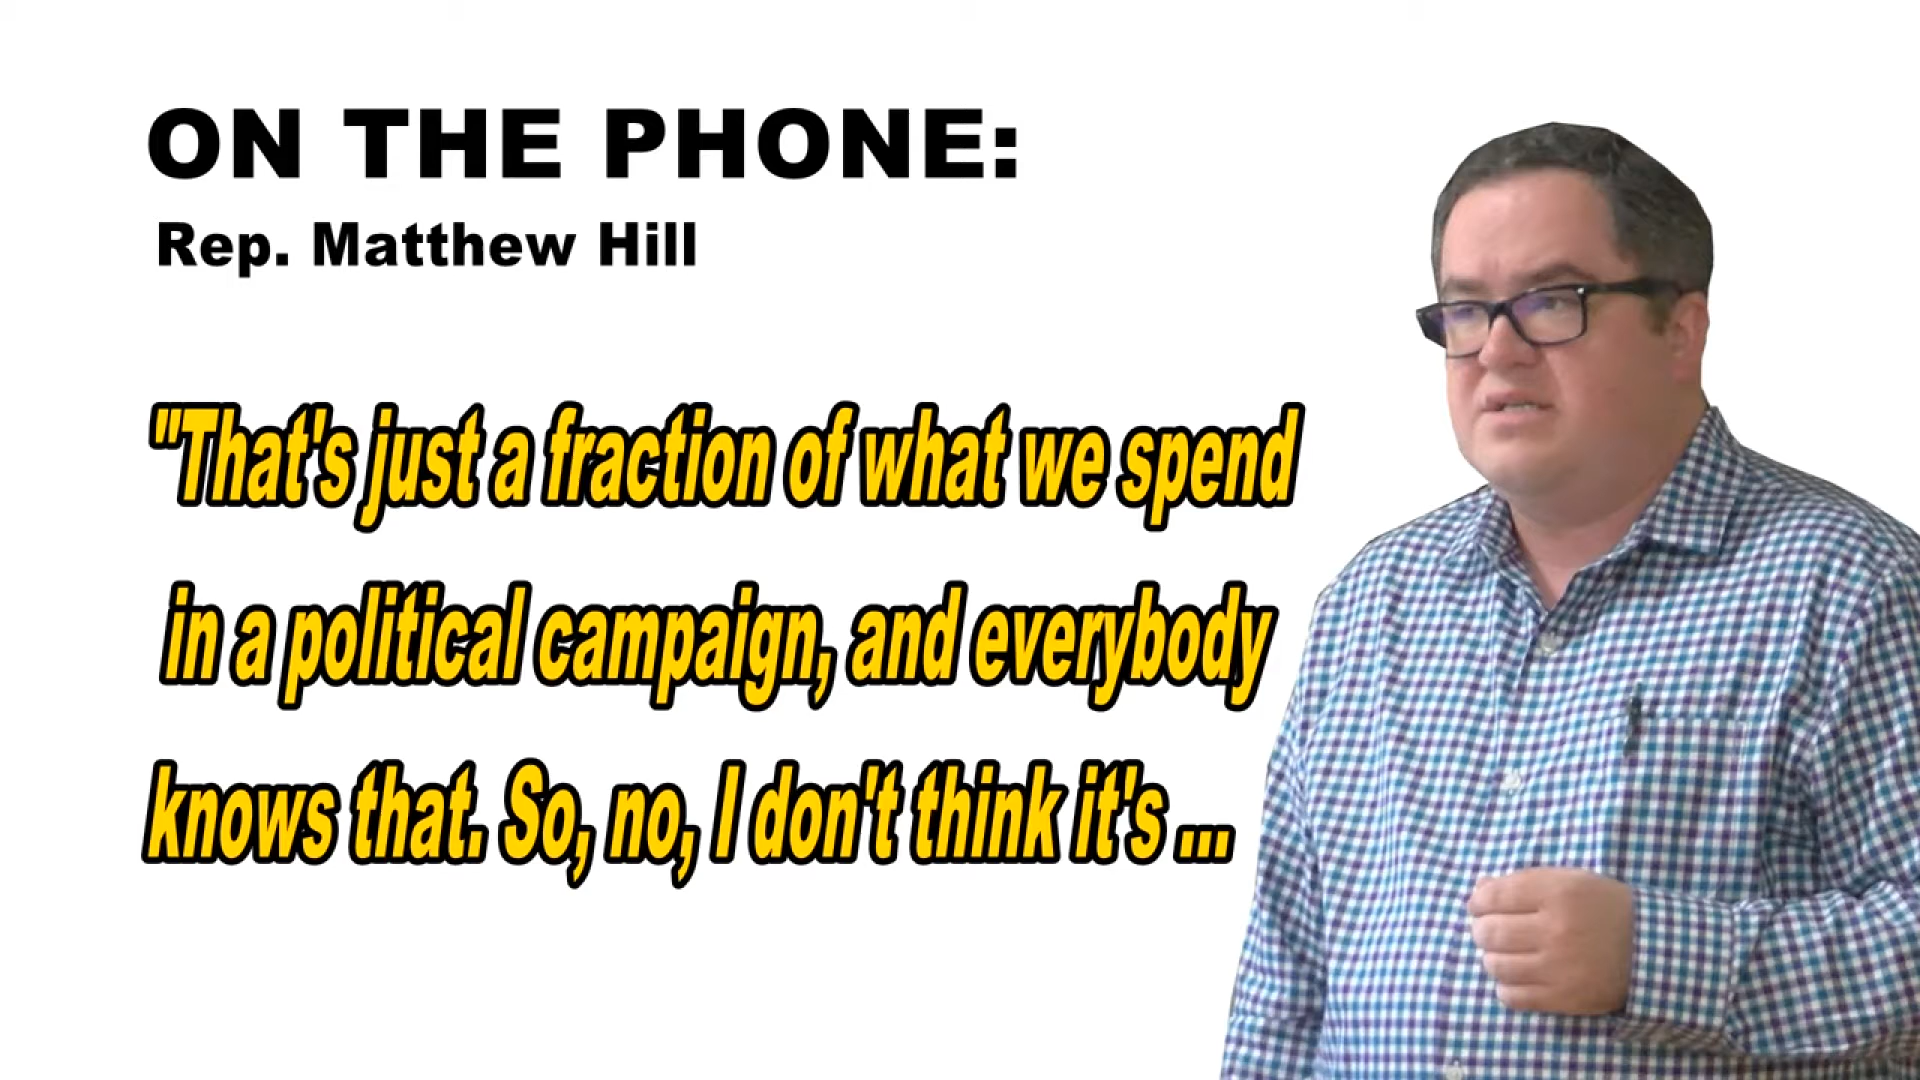 ON THE PHONE:
Rep. Matthew Hill
"That's just a fraction of what we spend
in a political campaign, and everybody
knows that. So, no, I don't think it's ...